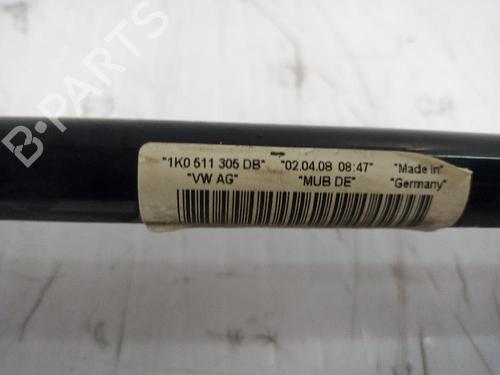 B-PARTS
"1K0 511 305 DB" "02.04.08 08:47" "Made in"
"VW AG" "MUB DE" "Germany"